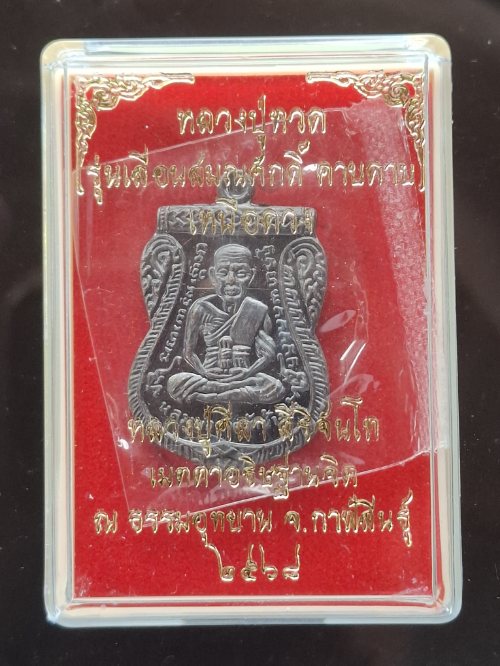 หลวงปู่ทวด
รุ่นเลื่อนสมณศักดิ์ คาบดาบ
เหนือดวง
หลวงปู่ศิลา สิริจันโท
เมตตาอธิษฐานจิต
ณ ธรรมอุทยาน จ.กาฬสินธุ์
๒๕๖๘